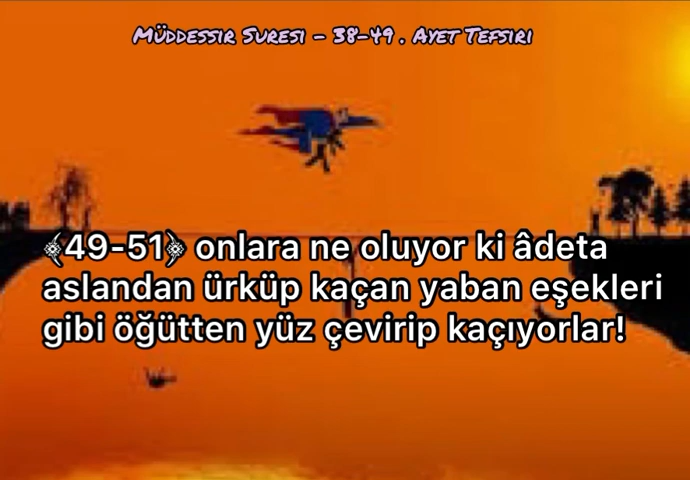 Müddessir Suresi - 38-49 . Ayet Tefsiri
﴾49-51﴿ onlara ne oluyor ki âdeta
aslandan ürküp kaçan yaban eşekleri
gibi öğütten yüz çevirip kaçıyorlar!